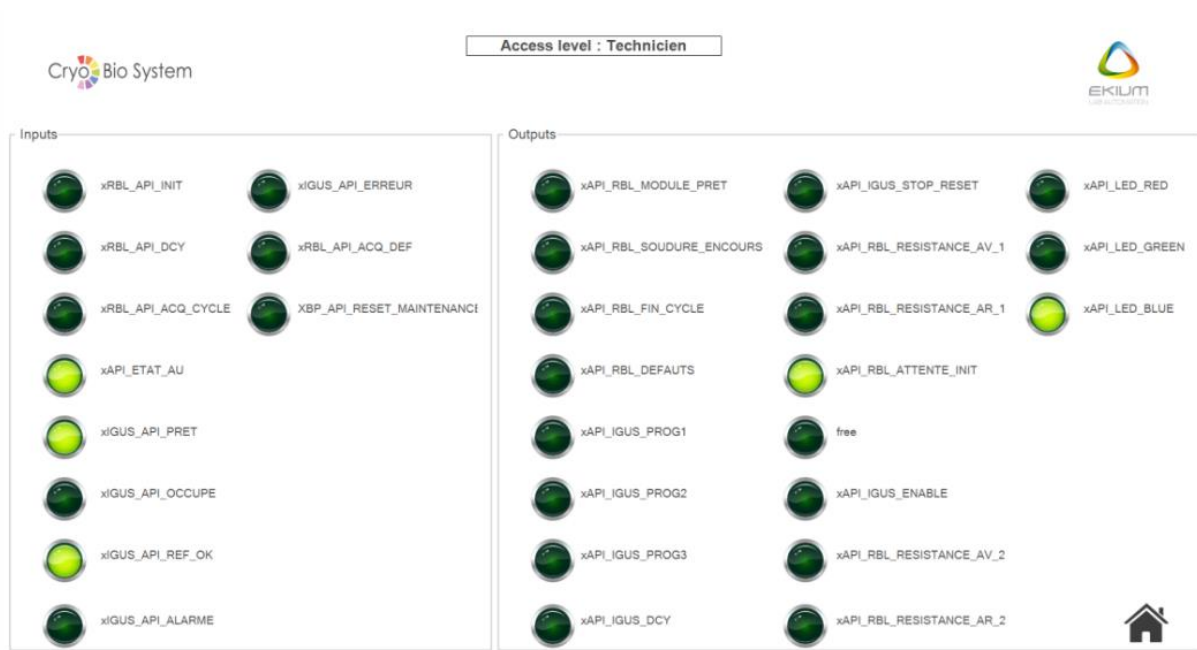 Access level : Technicien
Cryo Bio System
EKIUM
LAB AUTOMATION
Inputs
xRBL_API_INIT
xIGUS_API_ERREUR
xRBL_API_DCY
xRBL_API_ACQ_DEF
xRBL_API_ACQ_CYCLE
XBP_API_RESET_MAINTENANCE
xAPI_ETAT_AU
xIGUS_API_PRET
xIGUS_API_OCCUPE
xIGUS_API_REF_OK
xIGUS_API_ALARME
Outputs
xAPI_RBL_MODULE_PRET
xAPI_IGUS_STOP_RESET
xAPI_LED_RED
xAPI_RBL_SOUDURE_ENCOURS
xAPI_RBL_RESISTANCE_AV_1
xAPI_LED_GREEN
xAPI_RBL_FIN_CYCLE
xAPI_RBL_RESISTANCE_AR_1
xAPI_LED_BLUE
xAPI_RBL_DEFAUTS
xAPI_RBL_ATTENTE_INIT
xAPI_IGUS_PROG1
free
xAPI_IGUS_PROG2
xAPI_IGUS_ENABLE
xAPI_IGUS_PROG3
xAPI_RBL_RESISTANCE_AV_2
xAPI_IGUS_DCY
xAPI_RBL_RESISTANCE_AR_2